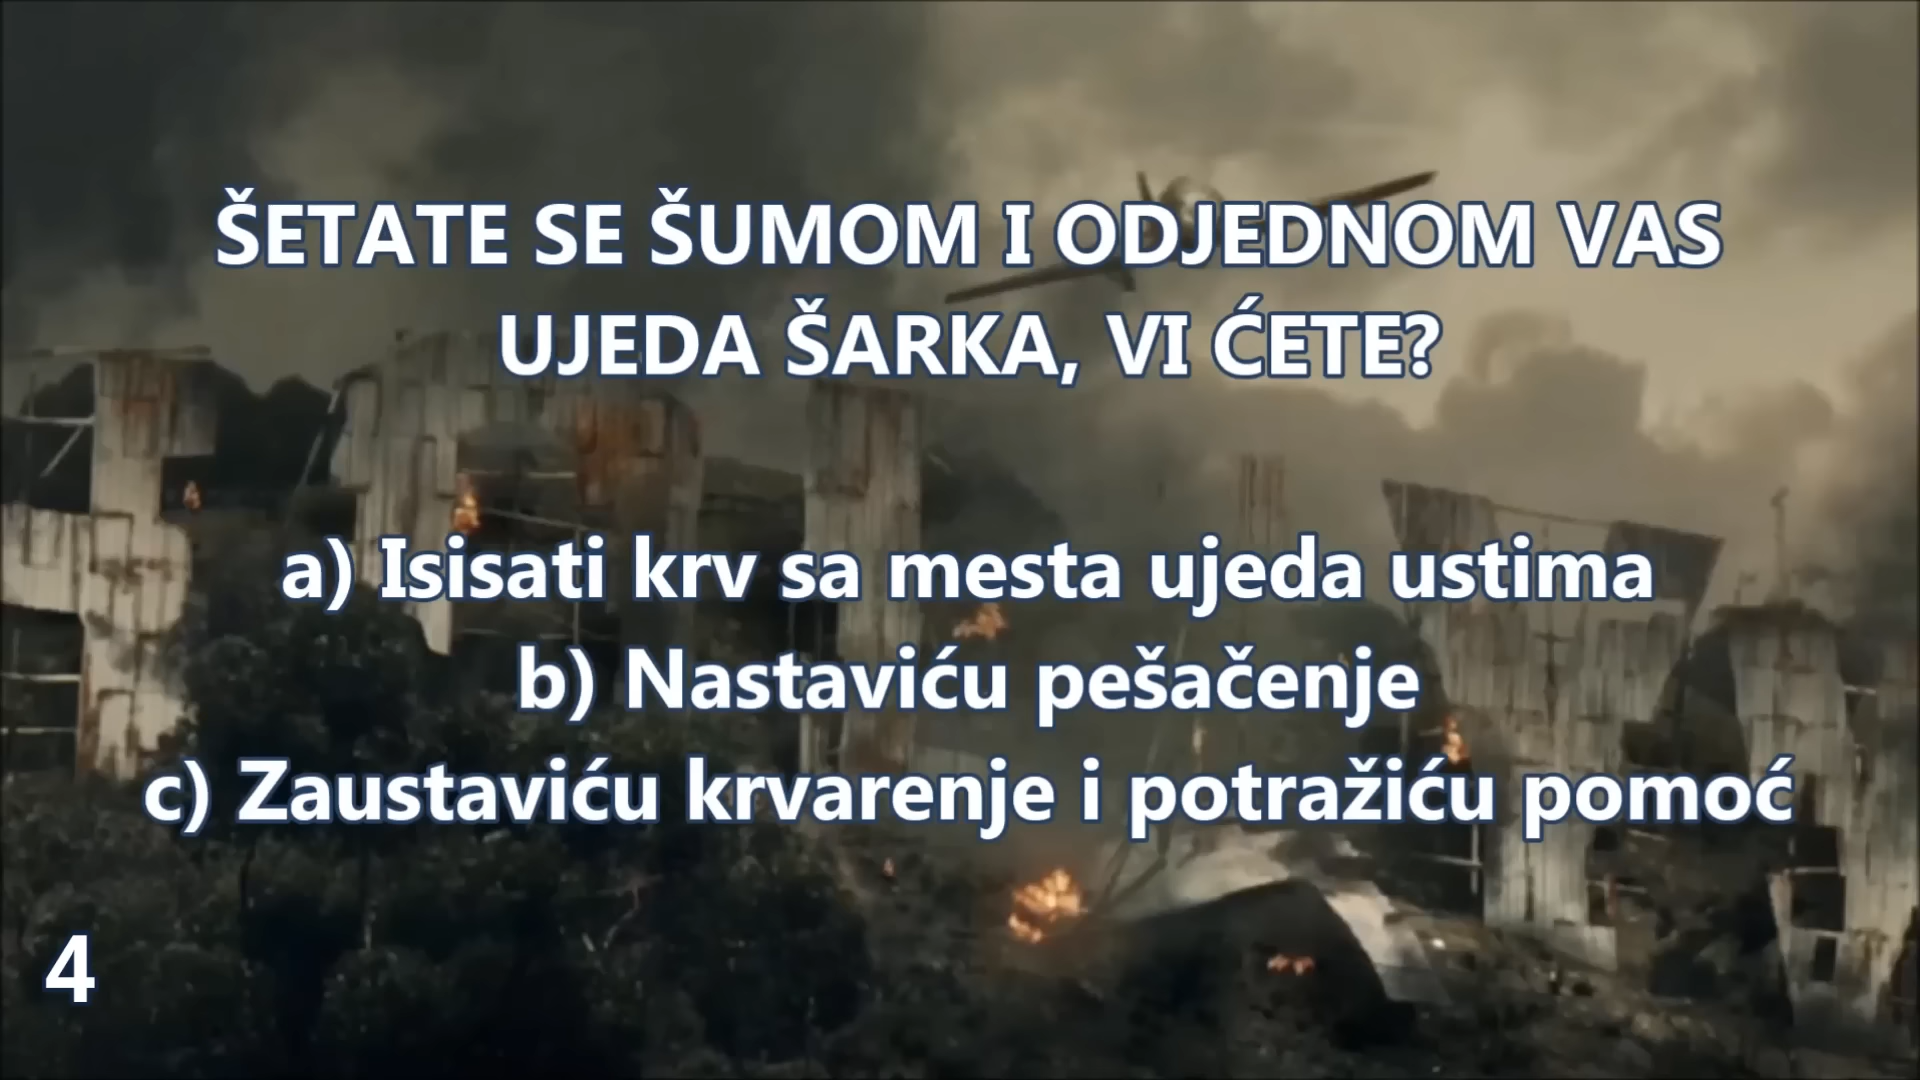 ŠETATE SE ŠUMOM I ODJEDNOM VAS
UJEDA ŠARKA, VI ĆETE?
a) Isisati krv sa mesta ujeda ustima
b) Nastaviću pešačenje
c) Zaustaviću krvarenje i potražiću pomoć
4